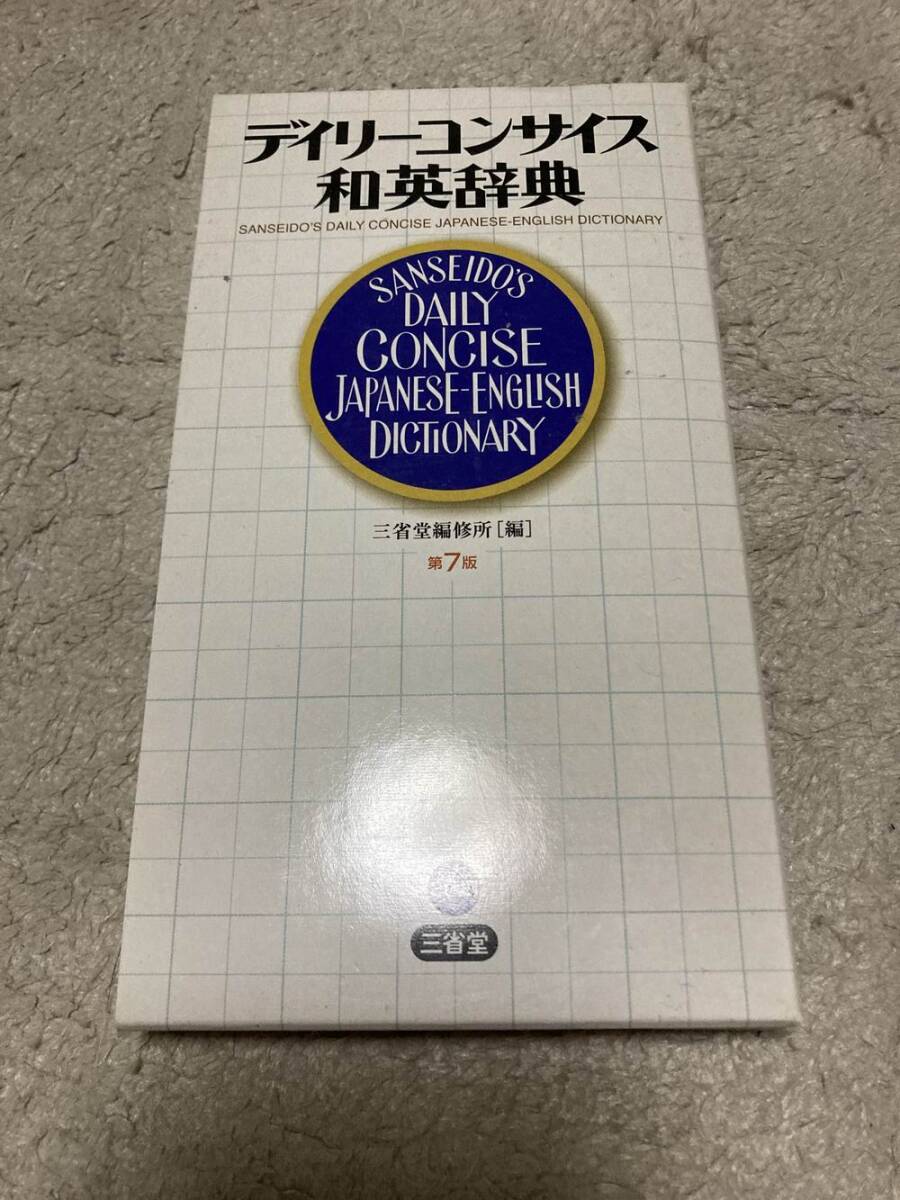 デイリーコンサイス
和英辞典
SANSEIDO'S DAILY CONCISE JAPANESE-ENGLISH DICTIONARY
SANSEIDO'S
DAILY
CONCISE
JAPANESE-ENGLISH
DICTIONARY
三省堂編修所[編]
第7版
三省堂